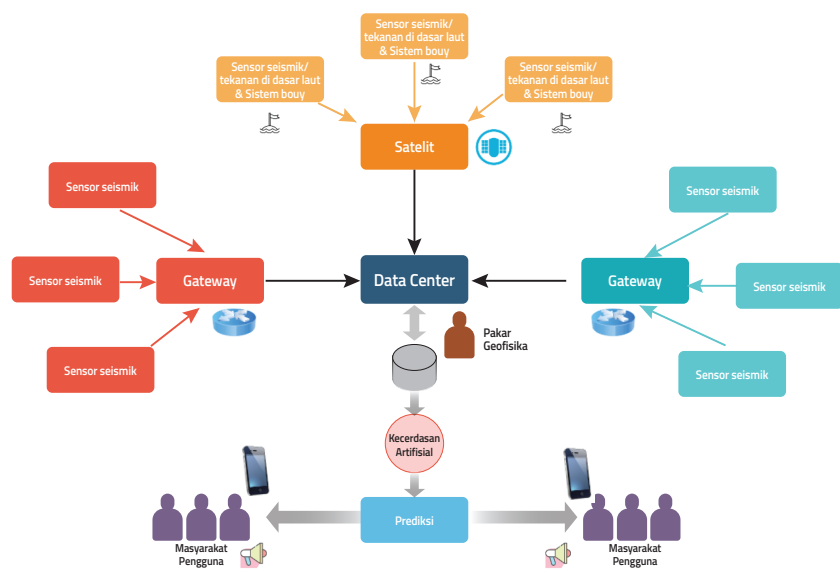 Sensor seismik/
tekanan di dasar laut
& Sistem bouy
Sensor seismik/
tekanan di dasar laut
& Sistem bouy
Sensor seismik/
tekanan di dasar laut
& Sistem bouy
Satelit
Sensor seismik
Sensor seismik
Sensor seismik
Gateway
Data Center
Gateway
Sensor seismik
Sensor seismik
Sensor seismik
Pakar
Geofisika
Kecerdasan
Artifisial
Prediksi
Masyarakat
Pengguna
Masyarakat
Pengguna